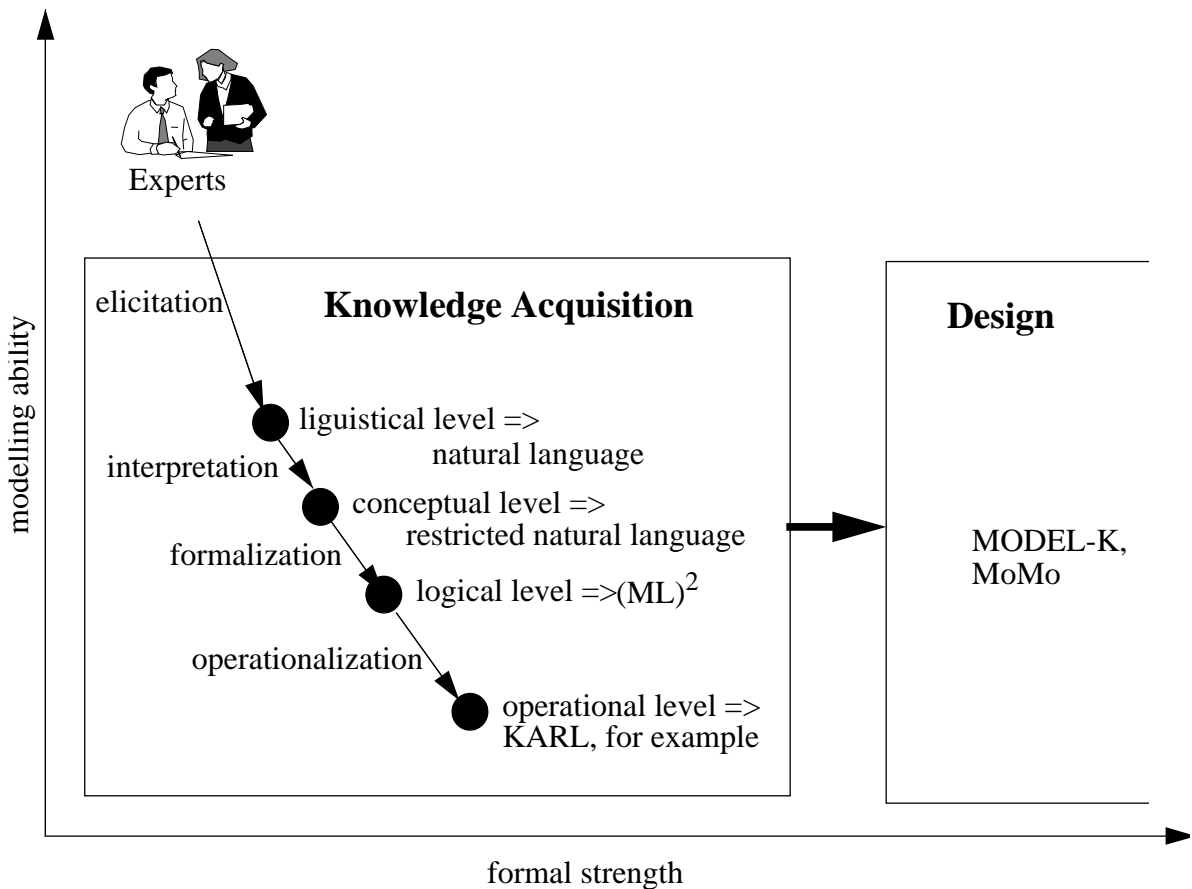 Experts
elicitation
Knowledge Acquisition
Design
modelling ability
liguistical level =>
natural language
interpretation
conceptual level =>
restricted natural language
formalization
MODEL-K,
MoMo
logical level =>(ML)²
operationalization
operational level =>
KARL, for example
formal strength